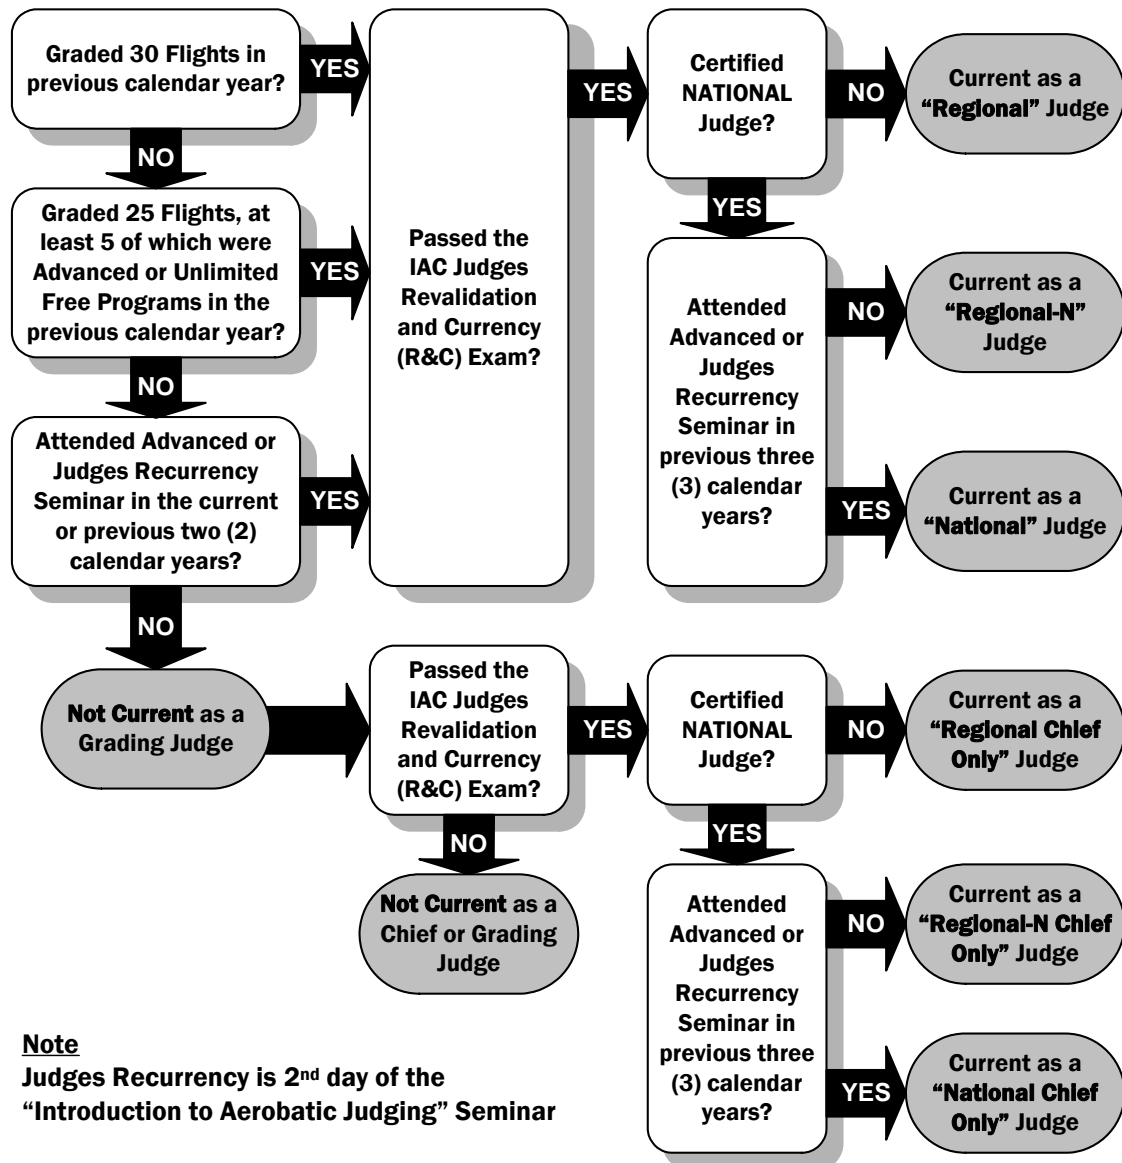 Graded 30 Flights in
previous calendar year?
YES
NO
Graded 25 Flights, at
least 5 of which were
Advanced or Unlimited
Free Programs in the
previous calendar year?
YES
NO
Attended Advanced or
Judges Recurrency
Seminar in the current
or previous two (2)
calendar years?
YES
NO
Not Current as a
Grading Judge
Passed the
IAC Judges
Revalidation
and Currency
(R&C) Exam?
YES
Certified
NATIONAL
Judge?
NO
Current as a
“Regional” Judge
YES
Attended
Advanced or
Judges
Recurrency
Seminar in
previous three
(3) calendar
years?
NO
Current as a
“Regional-N”
Judge
YES
Current as a
“National” Judge
Passed the
IAC Judges
Revalidation
and Currency
(R&C) Exam?
NO
Not Current as a
Chief or Grading
Judge
YES
Certified
NATIONAL
Judge?
NO
Current as a
“Regional Chief
Only” Judge
YES
Attended
Advanced or
Judges
Recurrency
Seminar in
previous three
(3) calendar
years?
NO
Current as a
“Regional-N Chief
Only” Judge
YES
Current as a
“National Chief
Only” Judge
Note
Judges Recurrency is 2nd day of the
“Introduction to Aerobatic Judging” Seminar